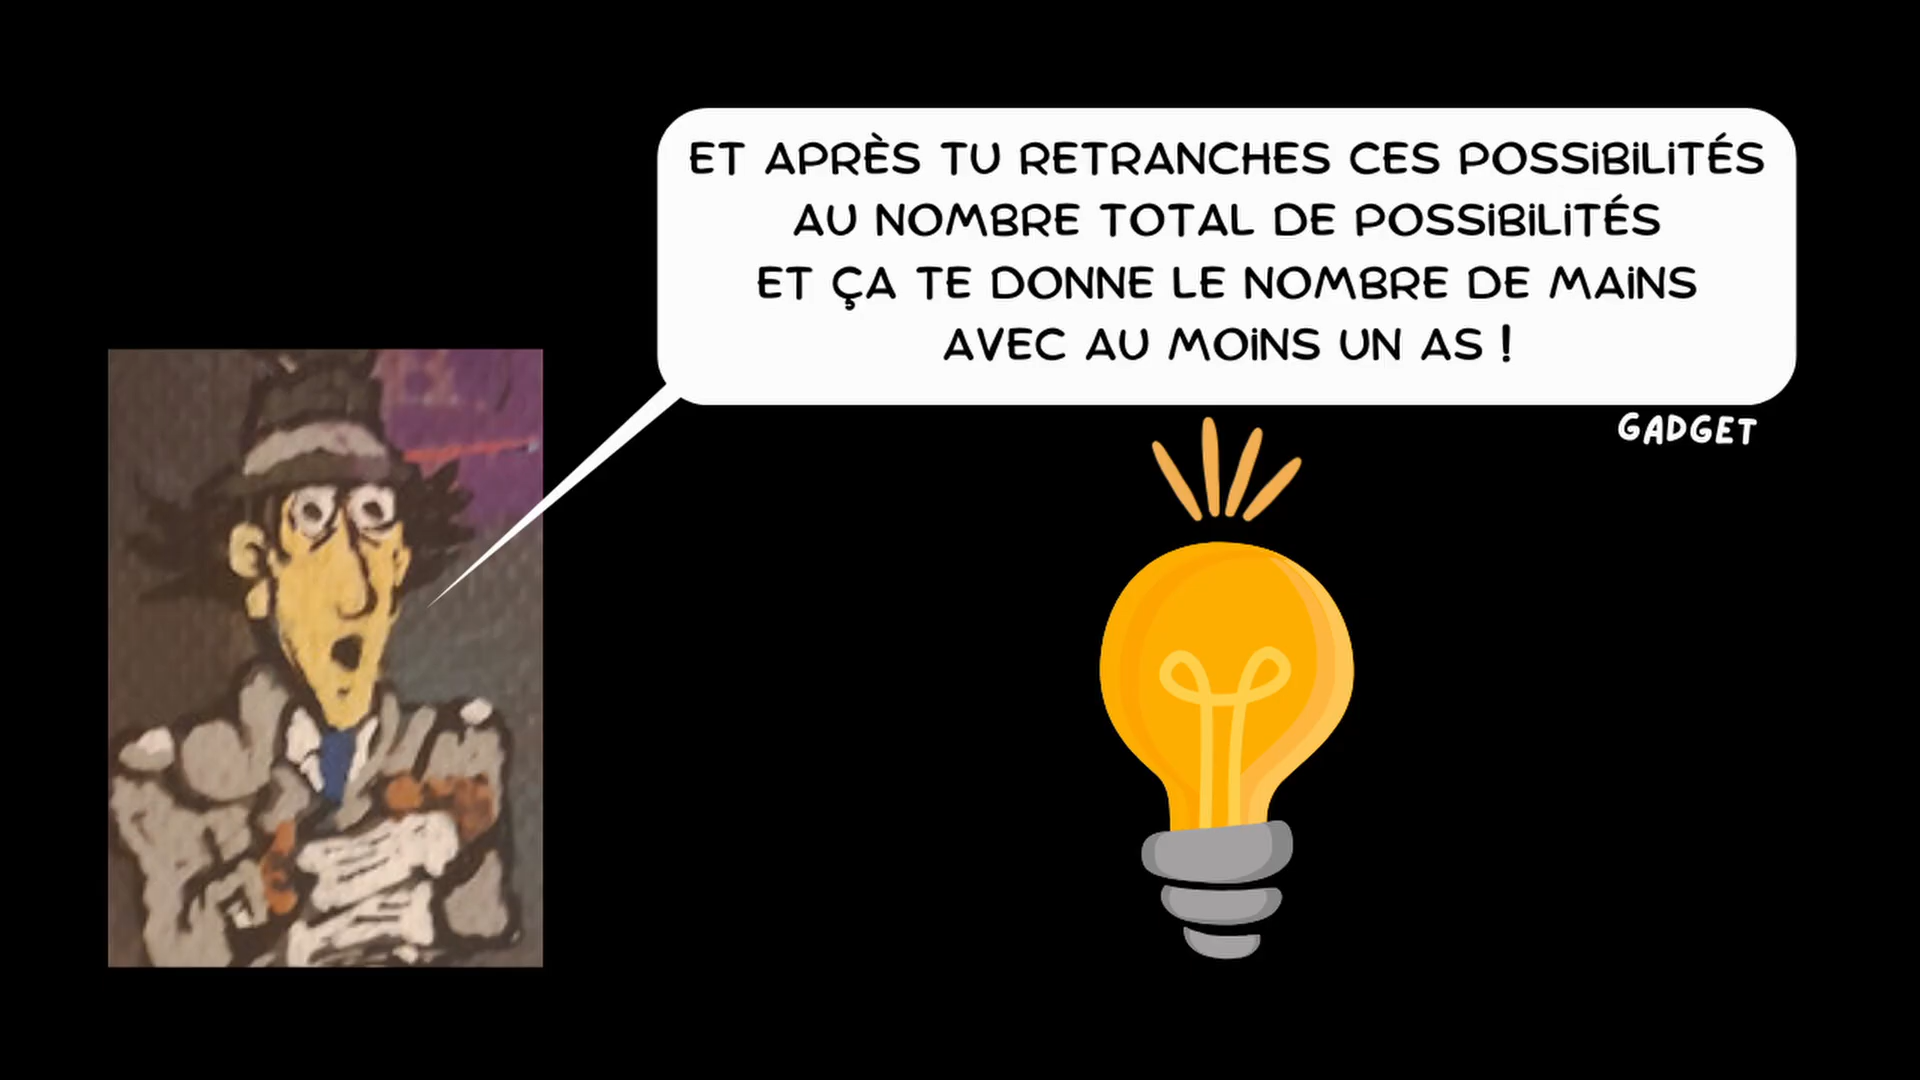 ET APRÈS TU RETRANCHES CES POSSIBILITÉS
AU NOMBRE TOTAL DE POSSIBILITÉS
ET ÇA TE DONNE LE NOMBRE DE MAINS
AVEC AU MOINS UN AS !
GADGET